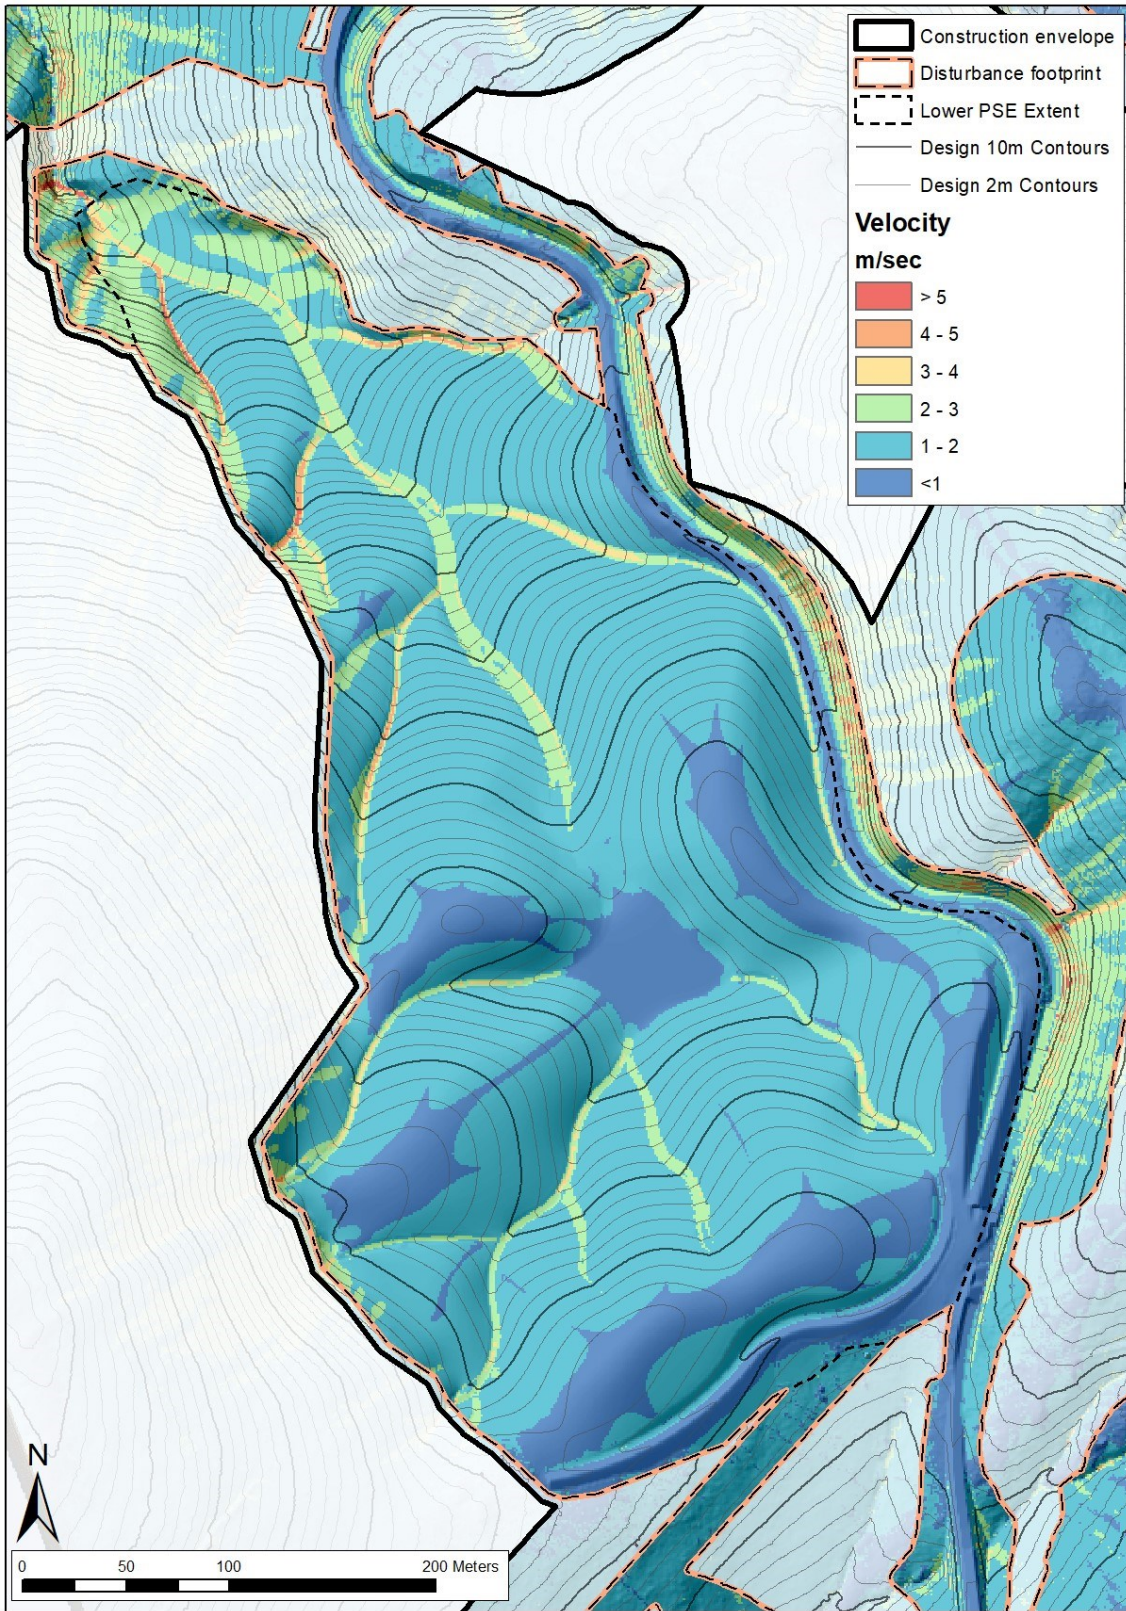 Construction envelope
Disturbance footprint
Lower PSE Extent
Design 10m Contours
Design 2m Contours
Velocity
m/sec
> 5
4 - 5
3 - 4
2 - 3
1 - 2
<1
N
0 50 100 200 Meters